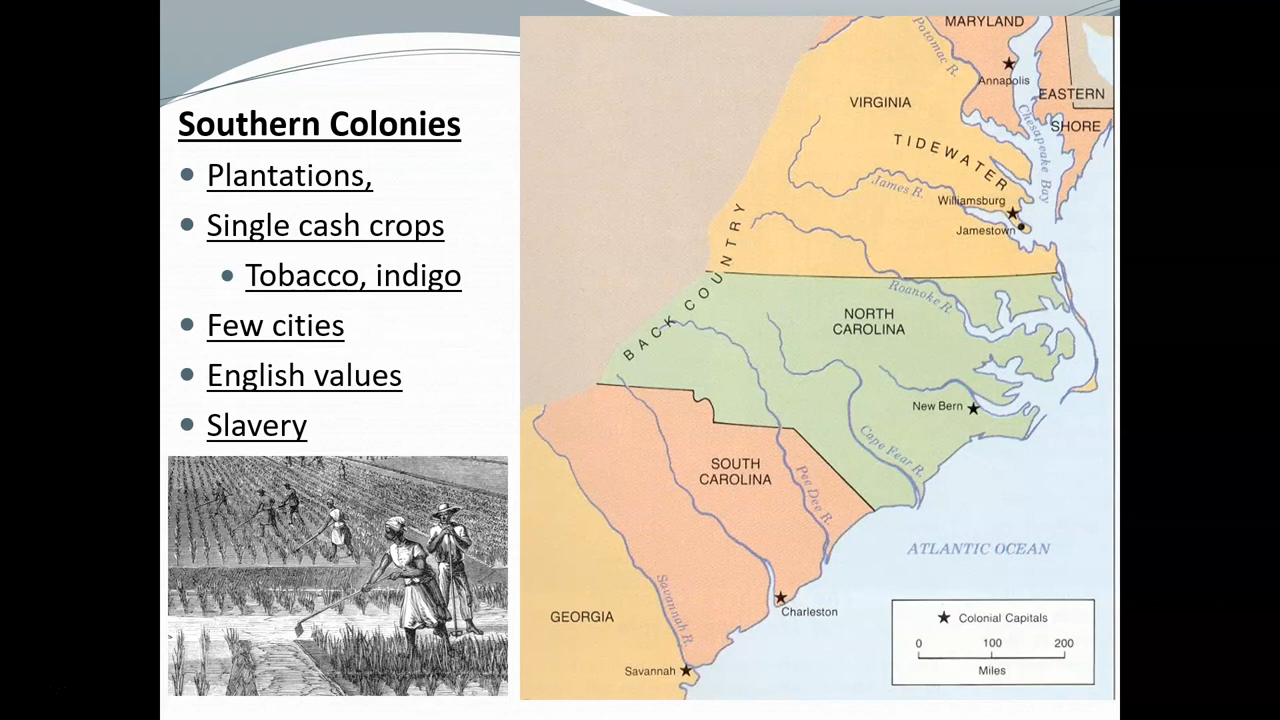 Southern Colonies
Plantations,
Single cash crops
Tobacco, indigo
Few cities
English values
Slavery
MARYLAND
Potomac R.
Annapolis
EASTERN
SHORE
Chesapeake Bay
VIRGINIA
TIDEWATER
James R.
Williamsburg
Jamestown
BACK COUNTRY
Roanoke R.
NORTH
CAROLINA
New Bern
Cape Fear R.
SOUTH
CAROLINA
Pee Dee R.
ATLANTIC OCEAN
Savannah R.
Charleston
GEORGIA
Savannah
Colonial Capitals
0 100 200
Miles